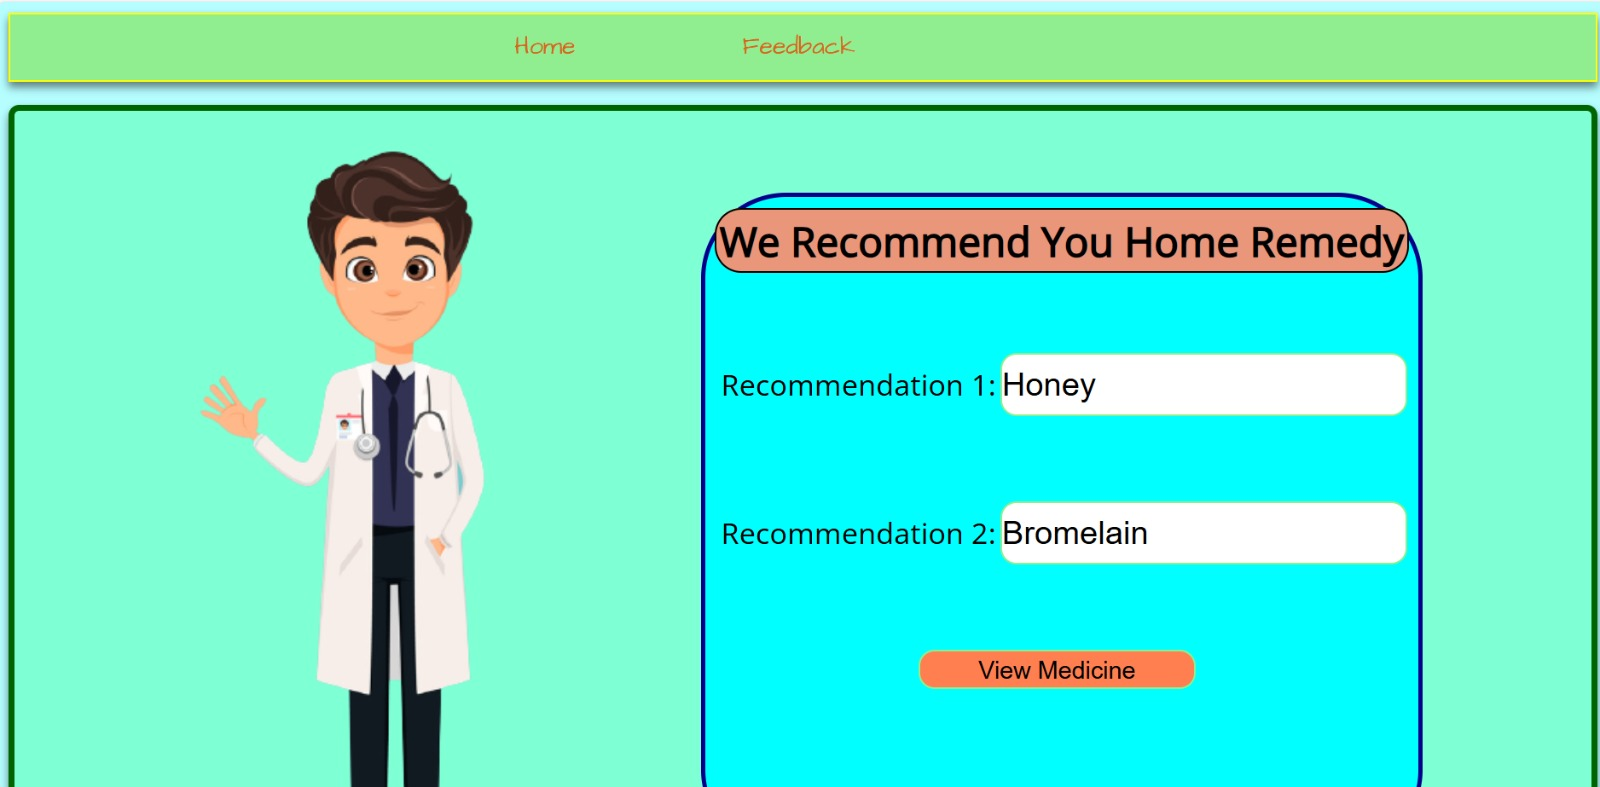 Home Feedback
We Recommend You Home Remedy
Recommendation 1: Honey
Recommendation 2: Bromelain
View Medicine